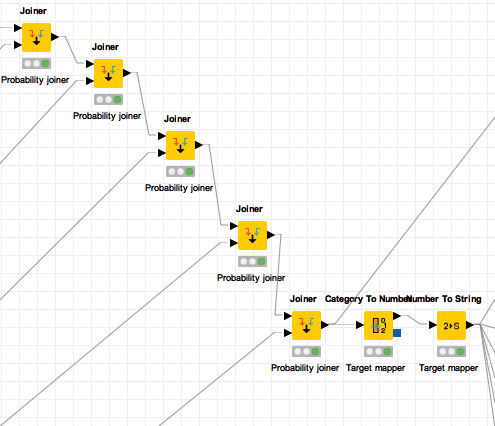 Joiner
Probability joiner
Joiner
Probability joiner
Joiner
Probability joiner
Joiner
Probability joiner
Joiner
Category To Number
Number To String
2▸S
Probability joiner
Target mapper
Target mapper